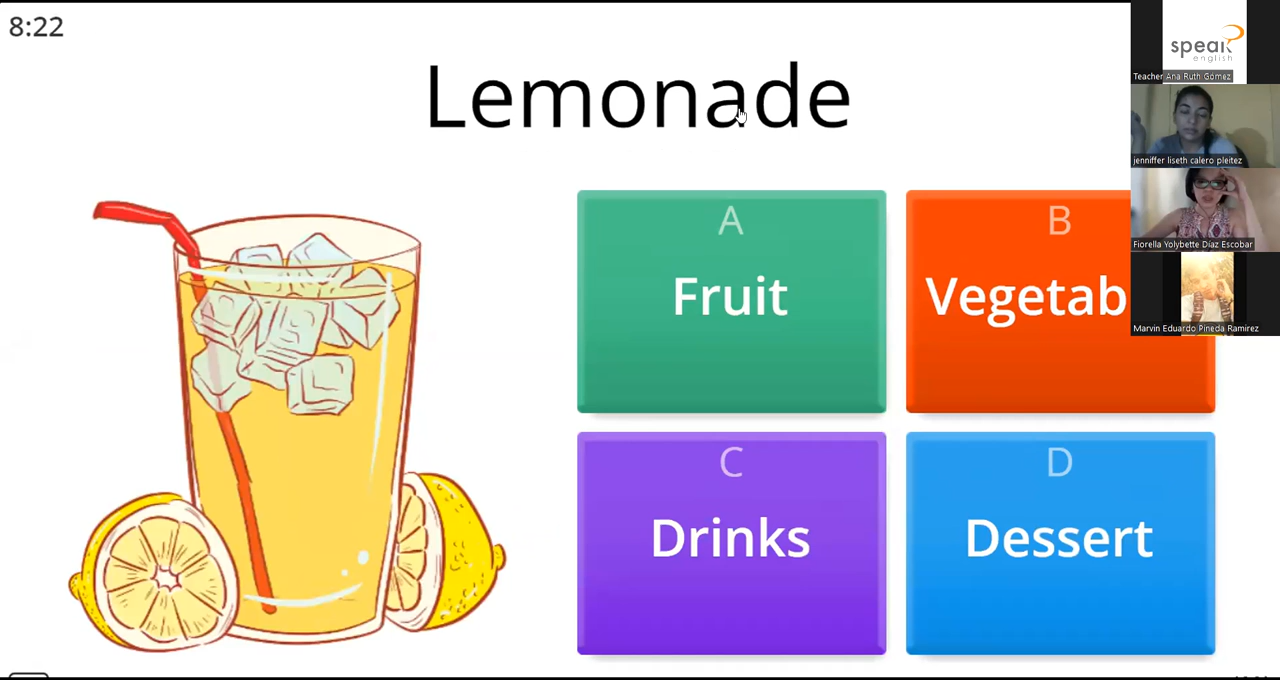 8:22
Lemonade
A
Fruit
B
Vegetab
C
Drinks
D
Dessert
speak
english
Teacher Ana Ruth Gómez
jenniffer liseth calero pleitez
Fiorella Yolybette Díaz Escobar
Marvin Eduardo Pineda Ramirez